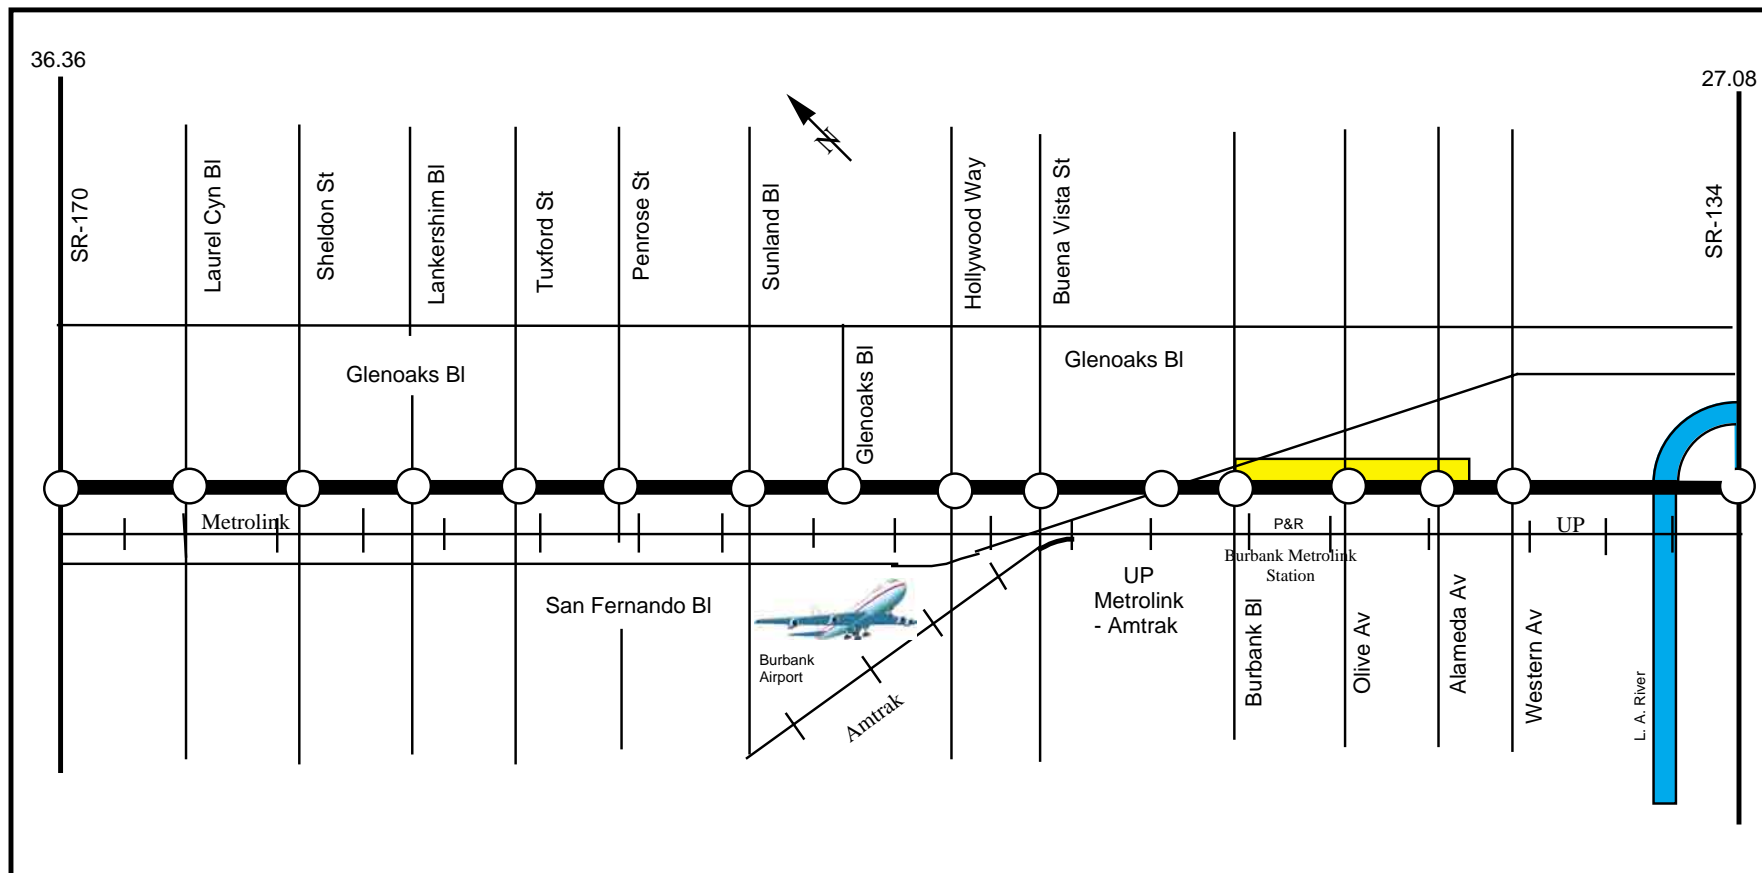 36.36
27.08
N
SR-170
Laurel Cyn Bl
Sheldon St
Lankershim Bl
Tuxford St
Penrose St
Sunland Bl
Hollywood Way
Buena Vista St
SR-134
Glenoaks Bl
Glenoaks Bl
Glenoaks Bl
Metrolink
P&R
UP
Burbank Metrolink
Station
San Fernando Bl
UP
Metrolink
- Amtrak
Burbank
Airport
Amtrak
Burbank Bl
Olive Av
Alameda Av
Western Av
L. A. River